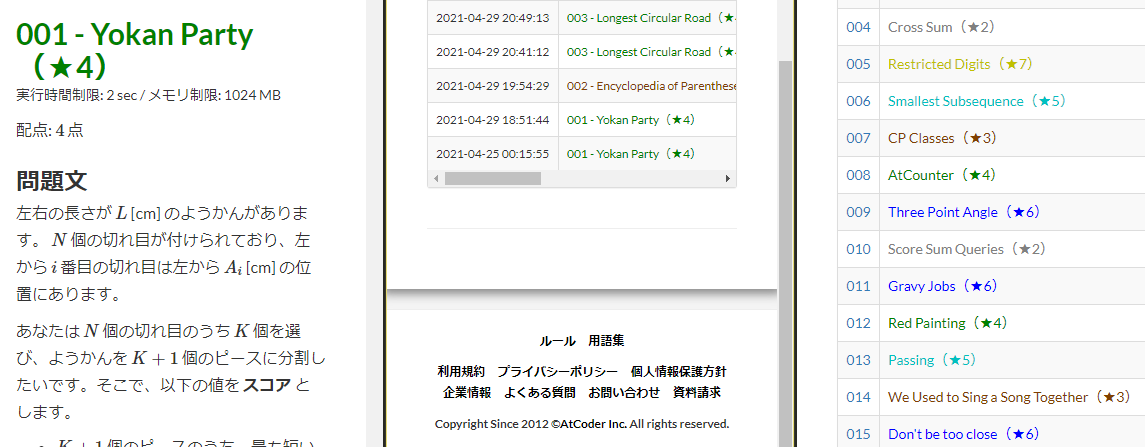 001 - Yokan Party
（★4）
実行時間制限: 2 sec / メモリ制限: 1024 MB
配点: 4 点
問題文
左右の長さが L [cm] のようかんがありま
す。 N 個の切れ目が付けられており、左
から i 番目の切れ目は左から Ai [cm] の位
置にあります。
あなたは N 個の切れ目のうち K 個を選
び、ようかんを K + 1 個のピースに分割し
たいです。そこで、以下の値を スコア と
します。
K + 1 個のピースのうち、最も短い
2021-04-29 20:49:13 003 - Longest Circular Road（★
2021-04-29 20:41:12 003 - Longest Circular Road（★
2021-04-29 19:54:29 002 - Encyclopedia of Parenthese
2021-04-29 18:51:44 001 - Yokan Party（★4）
2021-04-25 00:15:55 001 - Yokan Party（★4）
ルール 用語集
利用規約 プライバシーポリシー 個人情報保護方針
企業情報 よくある質問 お問い合わせ 資料請求
Copyright Since 2012 ©AtCoder Inc. All rights reserved.
004 Cross Sum（★2）
005 Restricted Digits（★7）
006 Smallest Subsequence（★5）
007 CP Classes（★3）
008 AtCounter（★4）
009 Three Point Angle（★6）
010 Score Sum Queries（★2）
011 Gravy Jobs（★6）
012 Red Painting（★4）
013 Passing（★5）
014 We Used to Sing a Song Together（★3）
015 Don't be too close（★6）